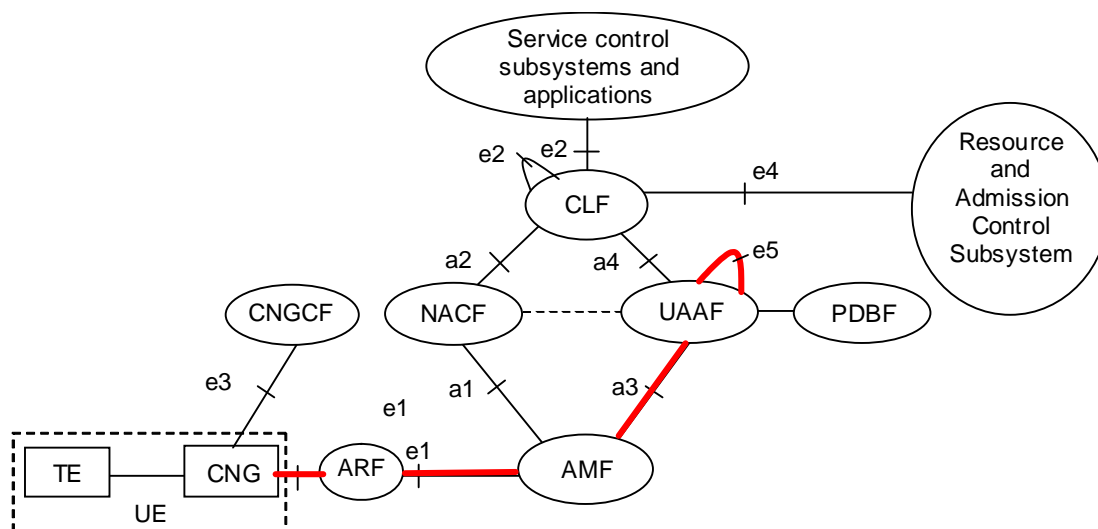 Service control
subsystems and
applications
e2
e2
Resource
and
Admission
Control
Subsystem
e4
CLF
a2
a4
e5
CNGCF
NACF
UAAF
PDBF
e3
a1
a3
e1
e1
TE
CNG
ARF
AMF
UE